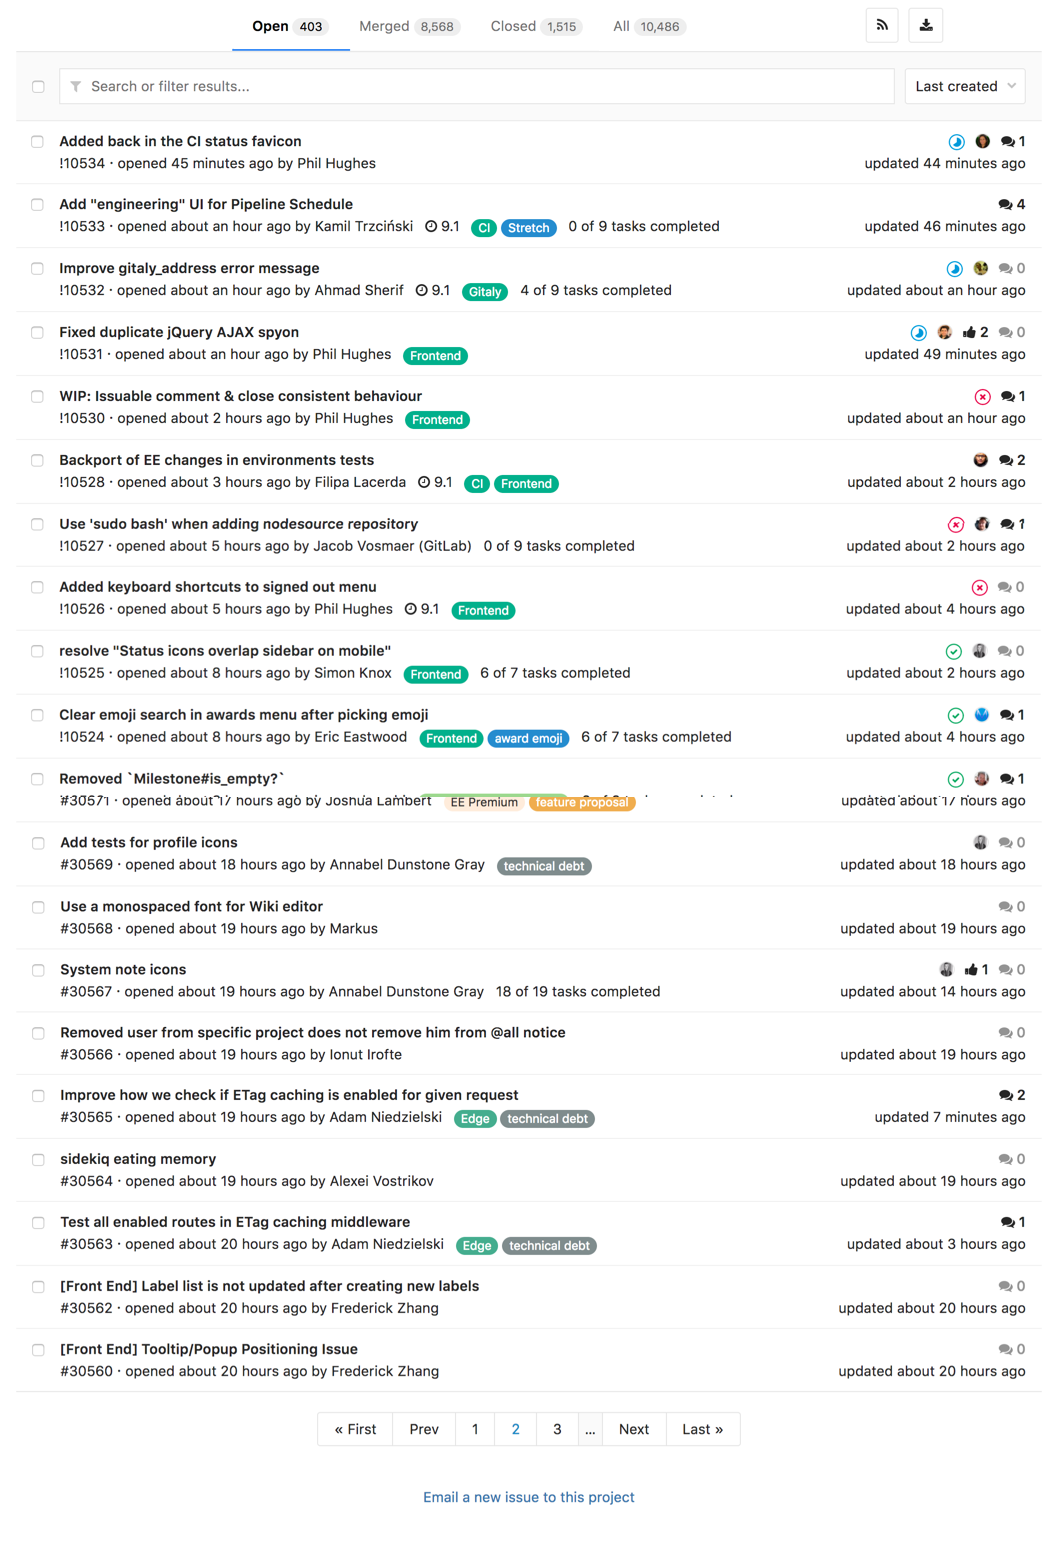 Open 403 Merged 8,568 Closed 1,515 All 10,486
Search or filter results... Last created
Added back in the CI status favicon 1
!10534 · opened 45 minutes ago by Phil Hughes updated 44 minutes ago
Add "engineering" UI for Pipeline Schedule 4
!10533 · opened about an hour ago by Kamil Trzciński 9.1 CI Stretch 0 of 9 tasks completed updated 46 minutes ago
Improve gitaly_address error message 0
!10532 · opened about an hour ago by Ahmad Sherif 9.1 Gitaly 4 of 9 tasks completed updated about an hour ago
Fixed duplicate jQuery AJAX spyon 2 0
!10531 · opened about an hour ago by Phil Hughes Frontend updated 49 minutes ago
WIP: Issuable comment & close consistent behaviour 1
!10530 · opened about 2 hours ago by Phil Hughes Frontend updated about an hour ago
Backport of EE changes in environments tests 2
!10528 · opened about 3 hours ago by Filipa Lacerda 9.1 CI Frontend updated about 2 hours ago
Use 'sudo bash' when adding nodesource repository 1
!10527 · opened about 5 hours ago by Jacob Vosmaer (GitLab) 0 of 9 tasks completed updated about 2 hours ago
Added keyboard shortcuts to signed out menu 0
!10526 · opened about 5 hours ago by Phil Hughes 9.1 Frontend updated about 4 hours ago
resolve "Status icons overlap sidebar on mobile" 0
!10525 · opened about 8 hours ago by Simon Knox Frontend 6 of 7 tasks completed updated about 2 hours ago
Clear emoji search in awards menu after picking emoji 1
!10524 · opened about 8 hours ago by Eric Eastwood Frontend award emoji 6 of 7 tasks completed updated about 4 hours ago
Removed `Milestone#is_empty?` 1
#30571 · opened about 17 hours ago by Joshua Lambert EE Premium feature proposal updated about 17 hours ago
Add tests for profile icons 0
#30569 · opened about 18 hours ago by Annabel Dunstone Gray technical debt updated about 18 hours ago
Use a monospaced font for Wiki editor 0
#30568 · opened about 19 hours ago by Markus updated about 19 hours ago
System note icons 1 0
#30567 · opened about 19 hours ago by Annabel Dunstone Gray 18 of 19 tasks completed updated about 14 hours ago
Removed user from specific project does not remove him from @all notice 0
#30566 · opened about 19 hours ago by Ionut Irofte updated about 19 hours ago
Improve how we check if ETag caching is enabled for given request 2
#30565 · opened about 19 hours ago by Adam Niedzielski Edge technical debt updated 7 minutes ago
sidekiq eating memory 0
#30564 · opened about 19 hours ago by Alexei Vostrikov updated about 19 hours ago
Test all enabled routes in ETag caching middleware 1
#30563 · opened about 20 hours ago by Adam Niedzielski Edge technical debt updated about 3 hours ago
[Front End] Label list is not updated after creating new labels 0
#30562 · opened about 20 hours ago by Frederick Zhang updated about 20 hours ago
[Front End] Tooltip/Popup Positioning Issue 0
#30560 · opened about 20 hours ago by Frederick Zhang updated about 20 hours ago
« First Prev 1 2 3 ... Next Last »
Email a new issue to this project